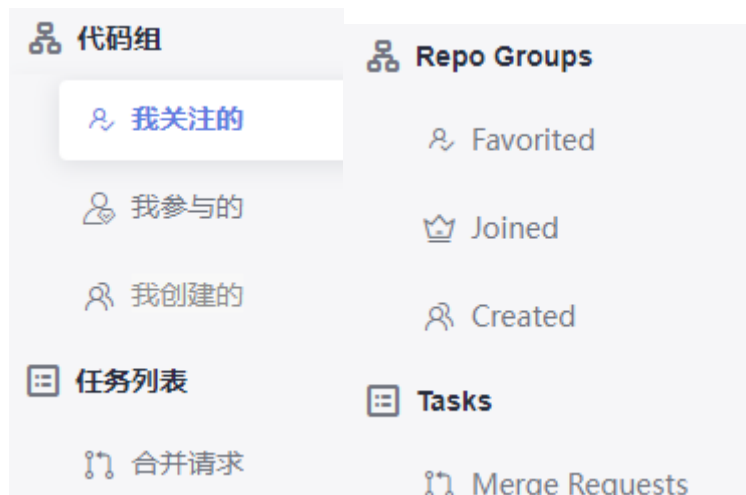 代码组
我关注的
我参与的
我创建的
任务列表
合并请求
Repo Groups
Favorited
Joined
Created
Tasks
Merge Requests